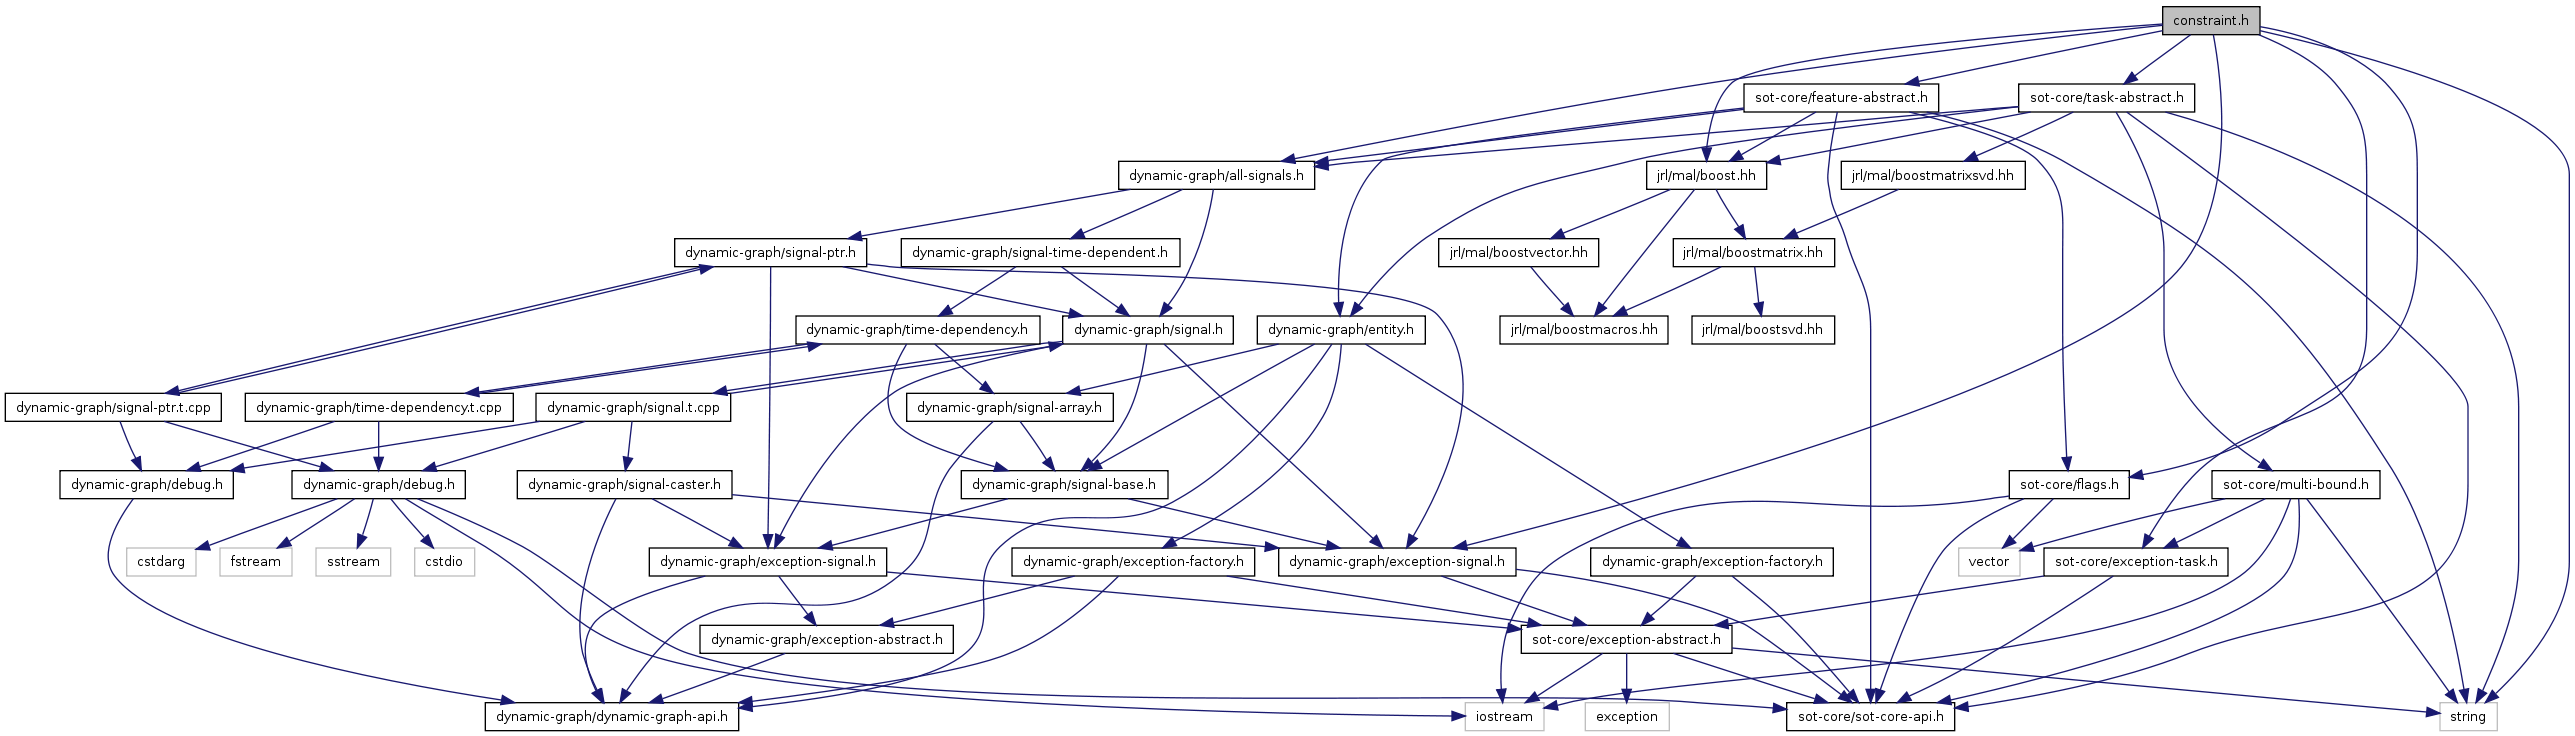 constraint.h
sot-core/feature-abstract.h
sot-core/task-abstract.h
dynamic-graph/all-signals.h
jrl/mal/boost.hh
jrl/mal/boostmatrixsvd.hh
dynamic-graph/signal-ptr.h
dynamic-graph/signal-time-dependent.h
jrl/mal/boostvector.hh
jrl/mal/boostmatrix.hh
dynamic-graph/time-dependency.h
dynamic-graph/signal.h
dynamic-graph/entity.h
jrl/mal/boostmacros.hh
jrl/mal/boostsvd.hh
dynamic-graph/signal-ptr.t.cpp
dynamic-graph/time-dependency.t.cpp
dynamic-graph/signal.t.cpp
dynamic-graph/signal-array.h
dynamic-graph/debug.h
dynamic-graph/debug.h
dynamic-graph/signal-caster.h
dynamic-graph/signal-base.h
sot-core/flags.h
sot-core/multi-bound.h
cstdarg
fstream
sstream
cstdio
dynamic-graph/exception-signal.h
dynamic-graph/exception-factory.h
dynamic-graph/exception-signal.h
dynamic-graph/exception-factory.h
vector
sot-core/exception-task.h
dynamic-graph/exception-abstract.h
sot-core/exception-abstract.h
dynamic-graph/dynamic-graph-api.h
iostream
exception
sot-core/sot-core-api.h
string